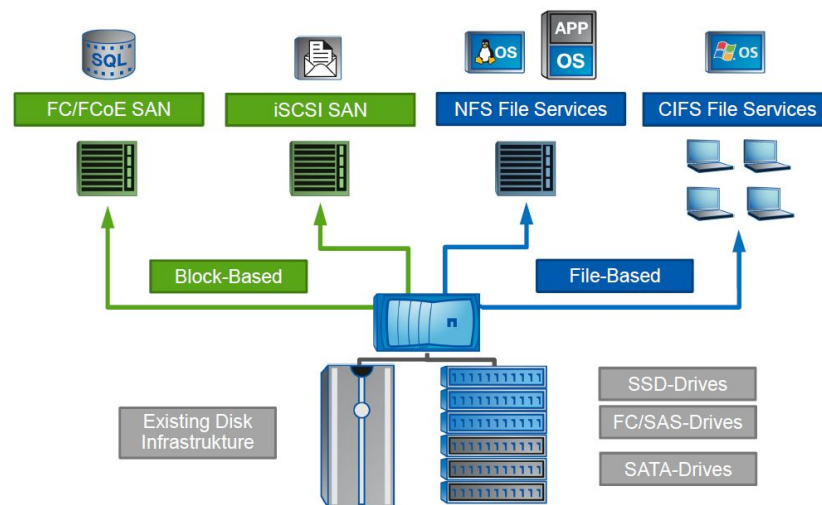 SQL
OS
APP
OS
OS
FC/FCoE SAN
iSCSI SAN
NFS File Services
CIFS File Services
Block-Based
File-Based
Existing Disk
Infrastrukture
SSD-Drives
FC/SAS-Drives
SATA-Drives